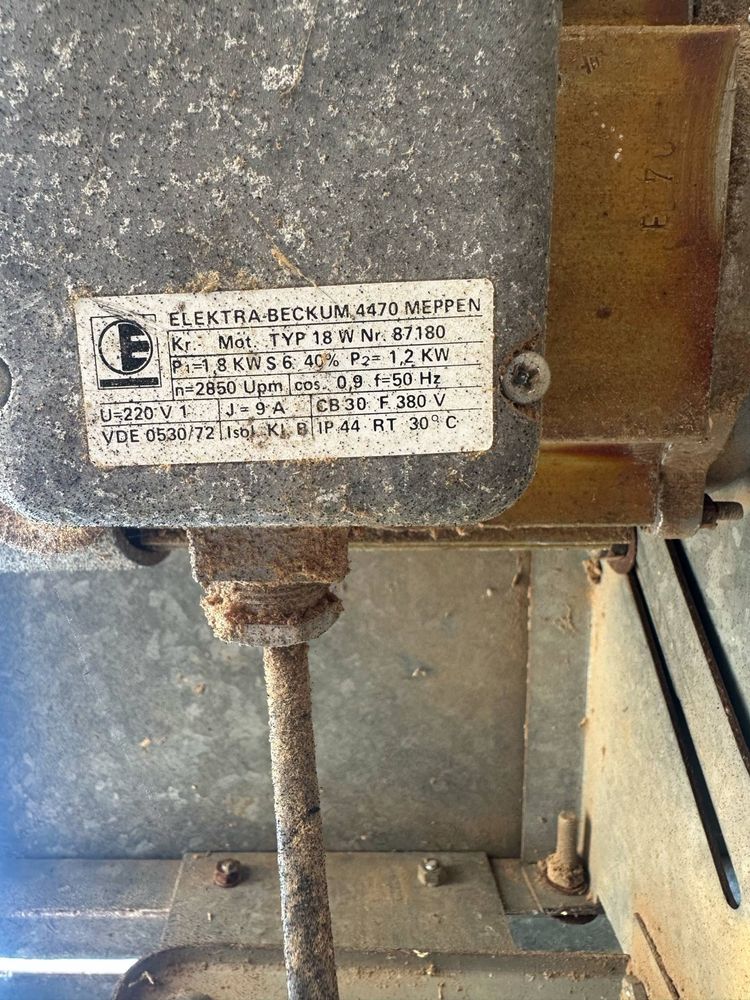 ELEKTRA-BECKUM 4470 MEPPEN
Kr. Mot. TYP 18 W Nr. 87180
P1=1,8 KW S 6 40% P2= 1,2 KW
n=2850 Upm cos. 0,9 f=50 Hz
U=220 V 1 J= 9 A CB 30 F 380 V
VDE 0530/72 Isol. Kl. B IP 44 RT 30° C
E 7